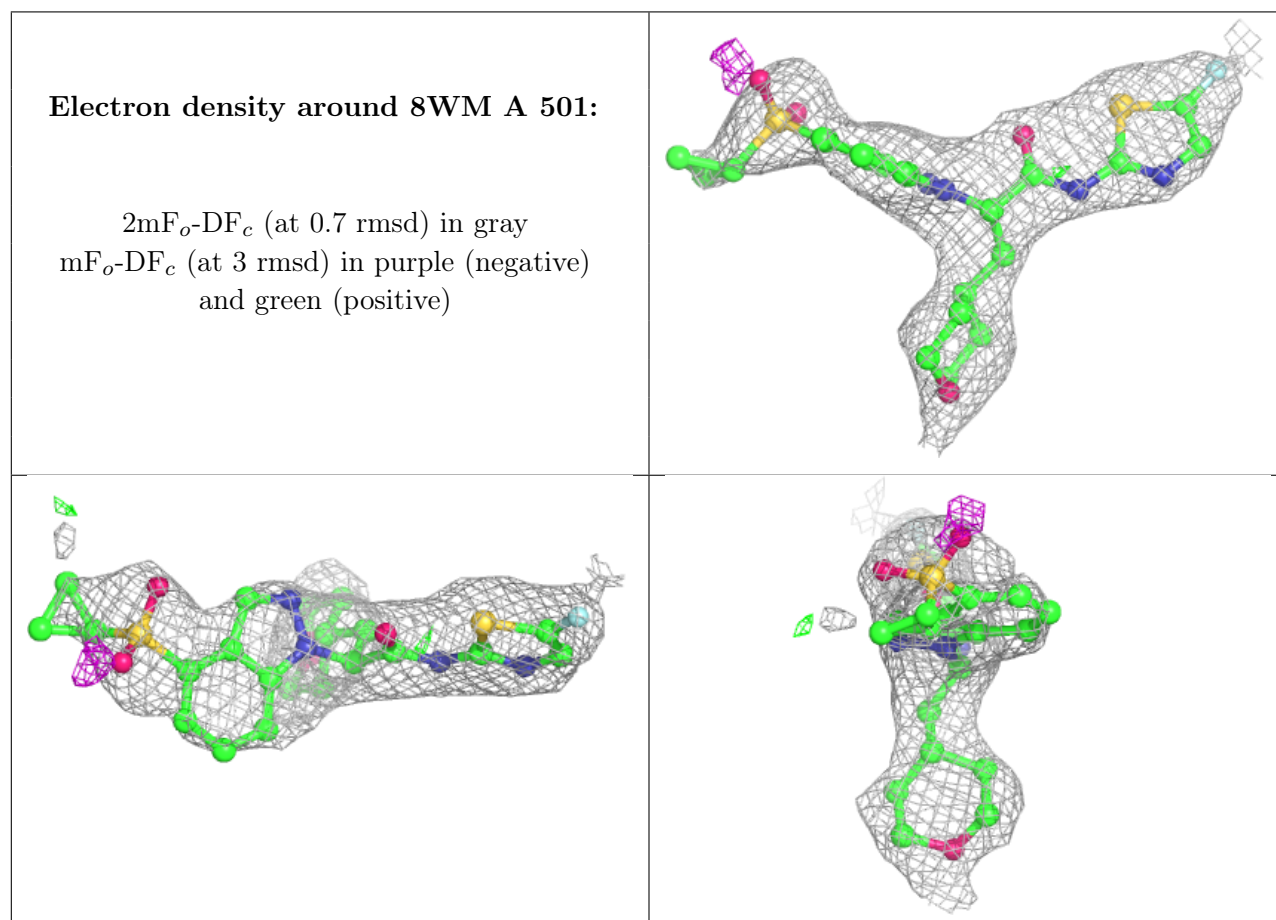 Electron density around 8WM A 501:
2mFo-DFc (at 0.7 rmsd) in gray
mFo-DFc (at 3 rmsd) in purple (negative)
and green (positive)